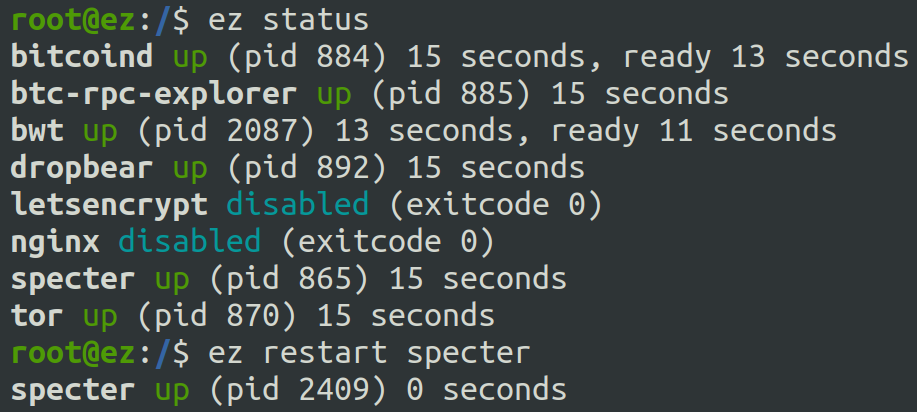 root@ez:/$ ez status
bitcoind up (pid 884) 15 seconds, ready 13 seconds
btc-rpc-explorer up (pid 885) 15 seconds
bwt up (pid 2087) 13 seconds, ready 11 seconds
dropbear up (pid 892) 15 seconds
letsencrypt disabled (exitcode 0)
nginx disabled (exitcode 0)
specter up (pid 865) 15 seconds
tor up (pid 870) 15 seconds
root@ez:/$ ez restart specter
specter up (pid 2409) 0 seconds